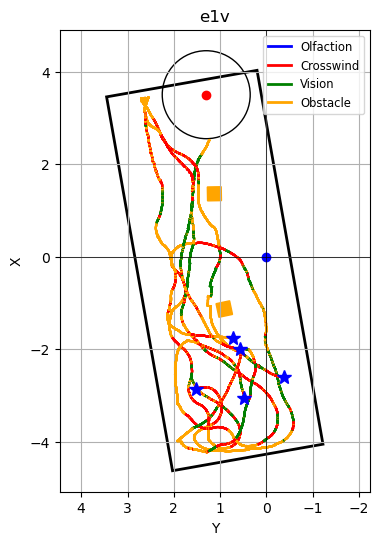 e1v
Olfaction
Crosswind
Vision
Obstacle
X
4
2
0
−2
−4
4 3 2 1 0 −1 −2
Y